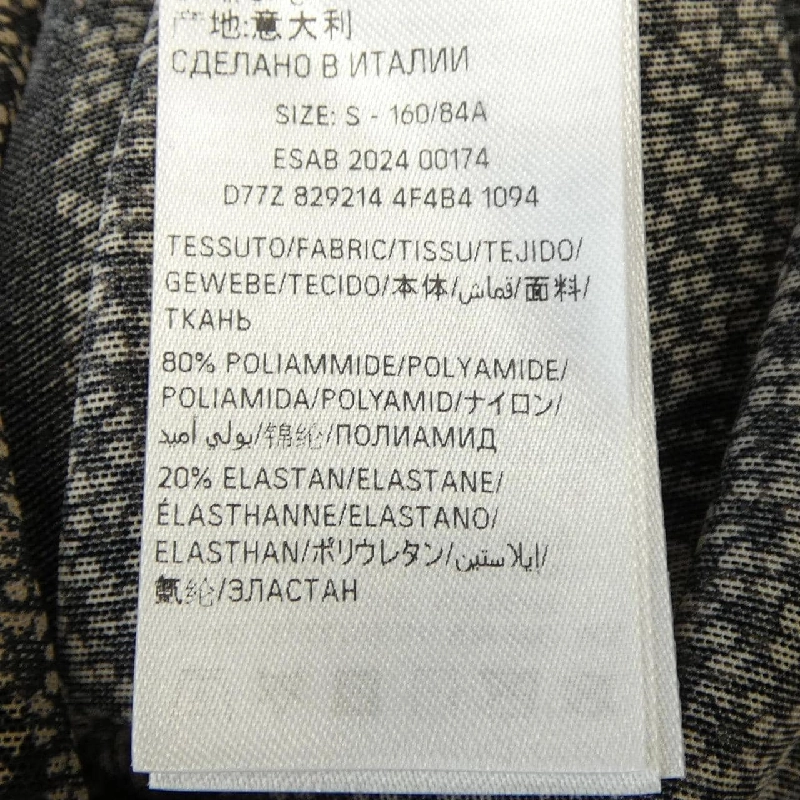 产地:意大利
СДЕЛАНО В ИТАЛИИ
SIZE: S - 160/84A
ESAB 2024 00174
D77Z 829214 4F4B4 1094
TESSUTO/FABRIC/TISSU/TEJIDO/
GEWEBE/TECIDO/本体/قماش/面料/
ТКАНЬ
80% POLIAMMIDE/POLYAMIDE/
POLIAMIDA/POLYAMID/ナイロン/
بولي أميد/锦纶/ПОЛИАМИД
20% ELASTAN/ELASTANE/
ÉLASTHANNE/ELASTANO/
ELASTHAN/ポリウレタン/إيلاستين/
氨纶/ЭЛАСТАН